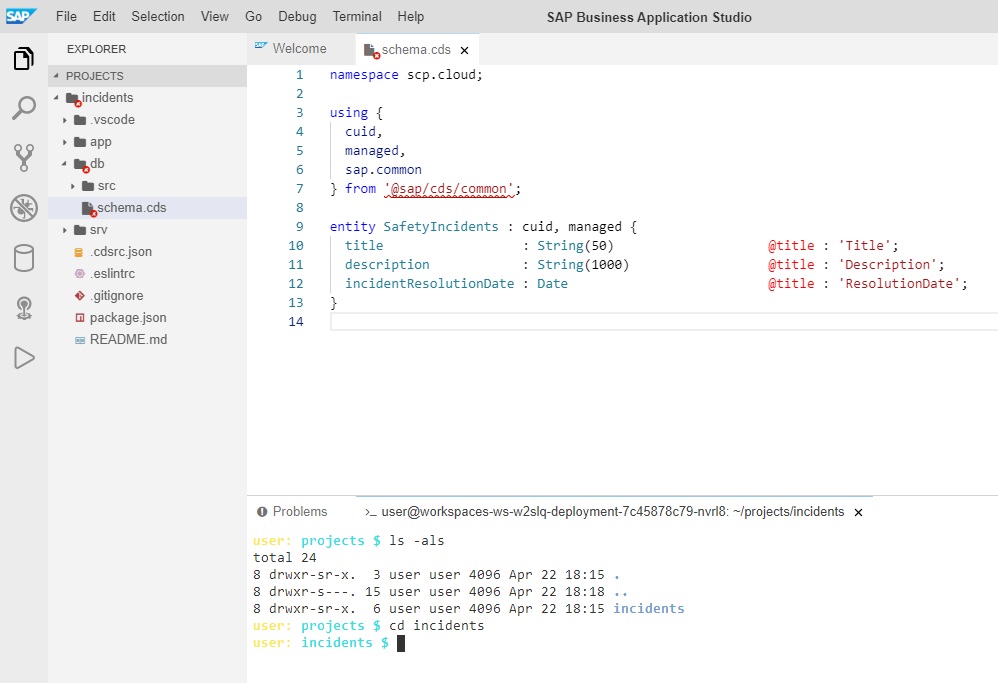 SAP File Edit Selection View Go Debug Terminal Help SAP Business Application Studio
EXPLORER
PROJECTS
incidents
.vscode
app
db
src
schema.cds
srv
.cdsrc.json
.eslintrc
.gitignore
package.json
README.md
Welcome schema.cds
1 namespace scp.cloud;
2
3 using {
4 cuid,
5 managed,
6 sap.common
7 } from '@sap/cds/common';
8
9 entity SafetyIncidents : cuid, managed {
10 title : String(50) @title : 'Title';
11 description : String(1000) @title : 'Description';
12 incidentResolutionDate : Date @title : 'ResolutionDate';
13 }
14
Problems >_ user@workspaces-ws-w2slq-deployment-7c45878c79-nvrl8: ~/projects/incidents
user: projects $ ls -als
total 24
8 drwxr-sr-x. 3 user user 4096 Apr 22 18:15 .
8 drwxr-s---. 15 user user 4096 Apr 22 18:18 ..
8 drwxr-sr-x. 6 user user 4096 Apr 22 18:15 incidents
user: projects $ cd incidents
user: incidents $